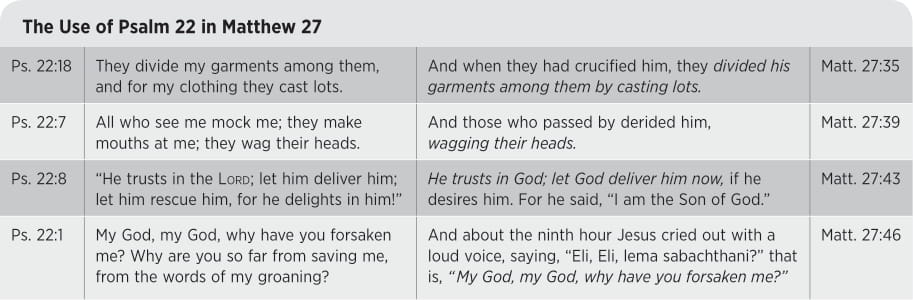 The Use of Psalm 22 in Matthew 27
Ps. 22:18
They divide my garments among them,
and for my clothing they cast lots.
And when they had crucified him, they divided his
garments among them by casting lots.
Matt. 27:35
Ps. 22:7
All who see me mock me; they make
mouths at me; they wag their heads.
And those who passed by derided him,
wagging their heads.
Matt. 27:39
Ps. 22:8
“He trusts in the LORD; let him deliver him;
let him rescue him, for he delights in him!”
He trusts in God; let God deliver him now, if he
desires him. For he said, “I am the Son of God.”
Matt. 27:43
Ps. 22:1
My God, my God, why have you forsaken
me? Why are you so far from saving me,
from the words of my groaning?
And about the ninth hour Jesus cried out with a
loud voice, saying, “Eli, Eli, lema sabachthani?” that
is, “My God, my God, why have you forsaken me?”
Matt. 27:46